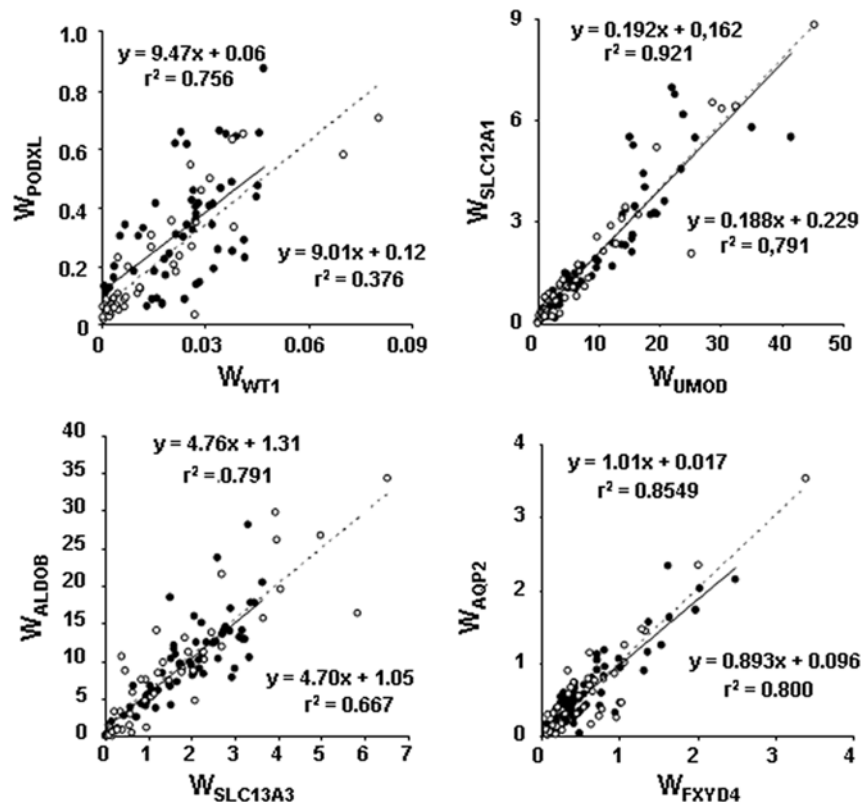 1.0
0.8
0.6
0.4
0.2
0
y = 9.47x + 0.06
r² = 0.756
y = 9.01x + 0.12
r² = 0.376
W_PODXL
0 0.03 0.06 0.09
W_WT1
9
6
3
0
y = 0.192x + 0,162
r² = 0.921
y = 0.188x + 0.229
r² = 0,791
W_SLC12A1
0 10 20 30 40 50
W_UMOD
40
35
30
25
20
15
10
5
0
y = 4.76x + 1.31
r² = 0.791
y = 4.70x + 1.05
r² = 0.667
W_ALDOB
0 1 2 3 4 5 6 7
W_SLC13A3
4
3
2
1
0
y = 1.01x + 0.017
r² = 0.8549
y = 0.893x + 0.096
r² = 0.800
W_AQP2
0 1 2 3 4
W_FXYD4